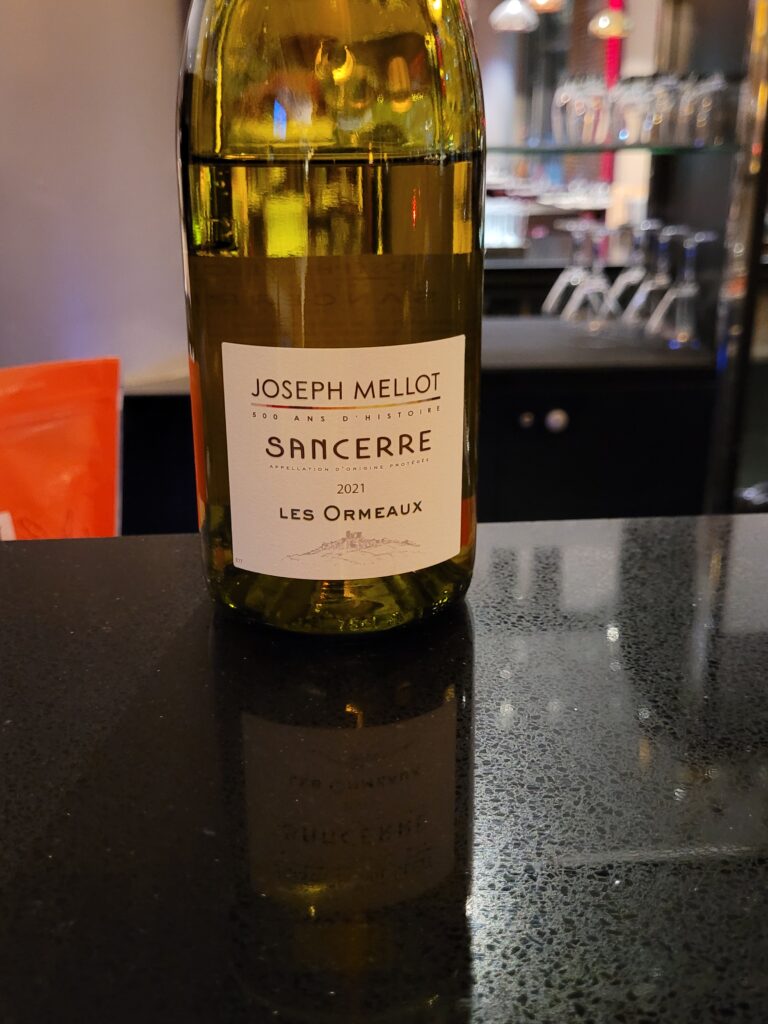 JOSEPH MELLOT
500 ANS D'HISTOIRE
SANCERRE
APPELLATION D'ORIGINE PROTÉGÉE
2021
LES ORMEAUX